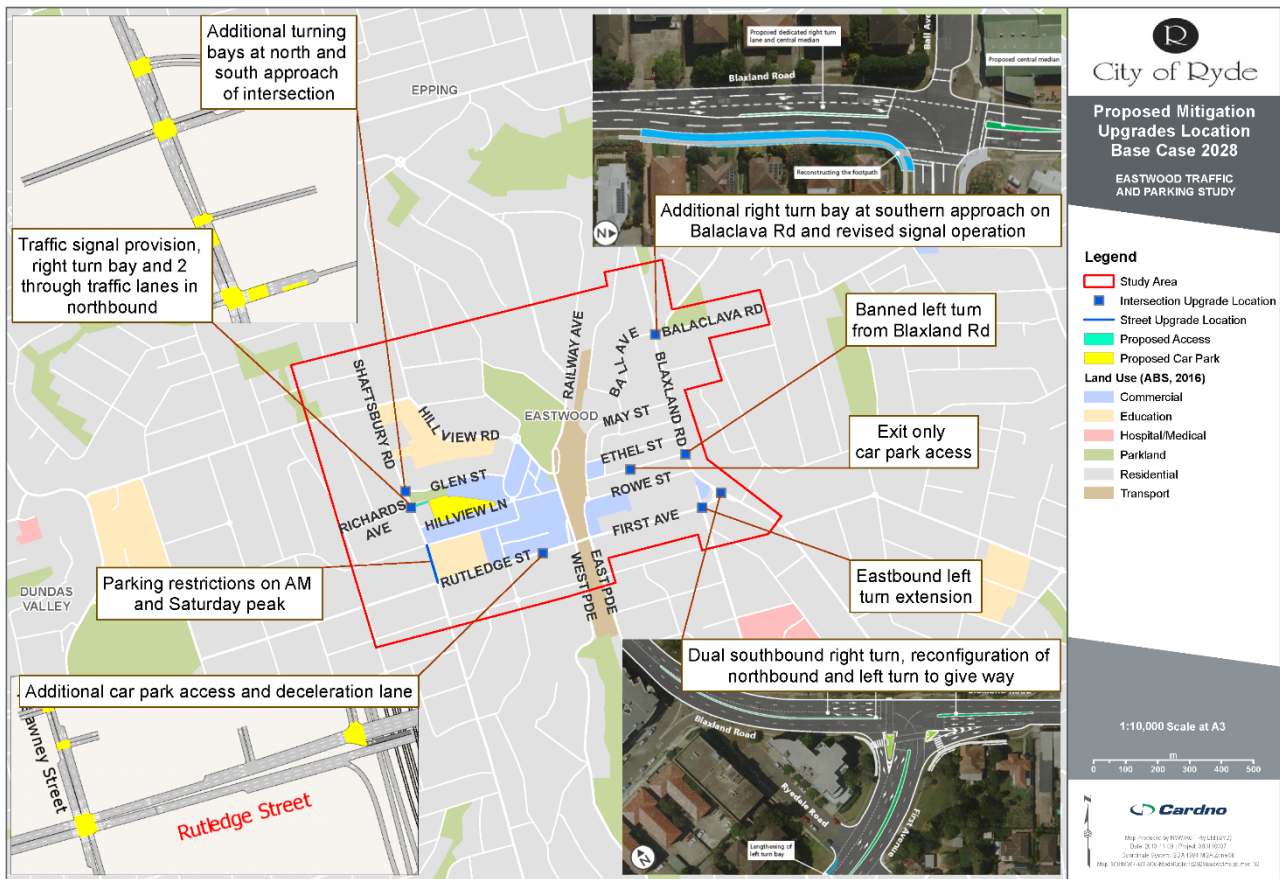 Additional turning
bays at north and
south approach
of intersection
EPPING
Proposed dedicated right turn
lane and central median
Ball Ave
Proposed central median
Blaxland Road
Reconstructing the footpath
N
Additional right turn bay at southern approach on
Balaclava Rd and revised signal operation
Traffic signal provision,
right turn bay and 2
through traffic lanes in
northbound
Banned left turn
from Blaxland Rd
Exit only
car park acess
Eastbound left
turn extension
Dual southbound right turn, reconfiguration of
northbound and left turn to give way
Parking restrictions on AM
and Saturday peak
Additional car park access and deceleration lane
RAILWAY AVE
BALL AVE
BALACLAVA RD
BLAXLAND RD
SHAFTSBURY RD
HILL VIEW RD
EASTWOOD
MAY ST
ETHEL ST
ROWE ST
FIRST AVE
GLEN ST
RICHARDS AVE
HILLVIEW LN
RUTLEDGE ST
WEST PDE
EAST PDE
DUNDAS
VALLEY
Rutledge Street
Blaxland Road
Ryedale Road
First Avenue
Lengthening of
left turn bay
N
R
City of Ryde
Proposed Mitigation
Upgrades Location
Base Case 2028
EASTWOOD TRAFFIC
AND PARKING STUDY
Legend
Study Area
Intersection Upgrade Location
Street Upgrade Location
Proposed Access
Proposed Car Park
Land Use (ABS, 2016)
Commercial
Education
Hospital/Medical
Parkland
Residential
Transport
1:10,000 Scale at A3
m
0 100 200 300 400 500
Cardno